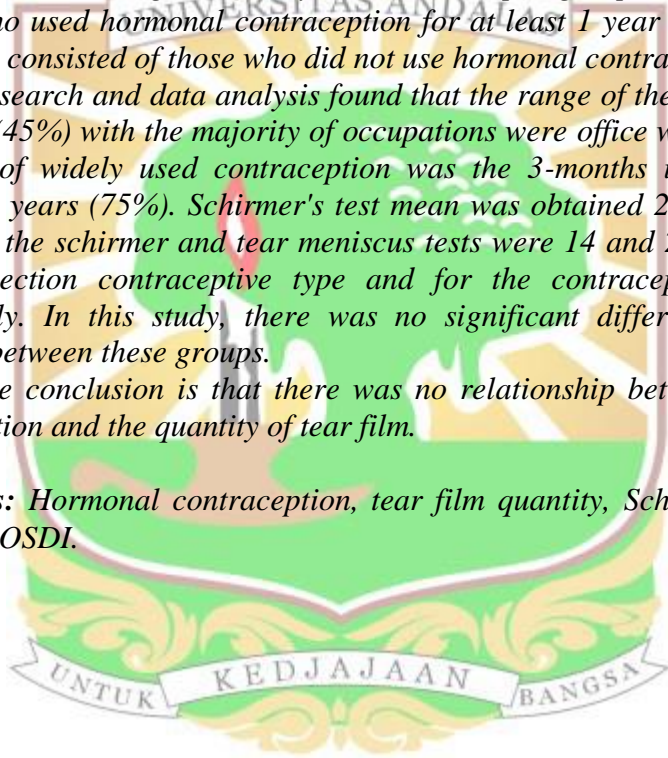 UNIVERSITAS ANDALAS
no used hormonal contraception for at least 1 year
consisted of those who did not use hormonal contra
search and data analysis found that the range of the
(45%) with the majority of occupations were office w
of widely used contraception was the 3-months i
years (75%). Schirmer's test mean was obtained 2
the schirmer and tear meniscus tests were 14 and
ection contraceptive type and for the contracep
ly. In this study, there was no significant differ
between these groups.
e conclusion is that there was no relationship bet
tion and the quantity of tear film.
s: Hormonal contraception, tear film quantity, Sch
OSDI.
UNTUK KEDJAJAAN BANGSA